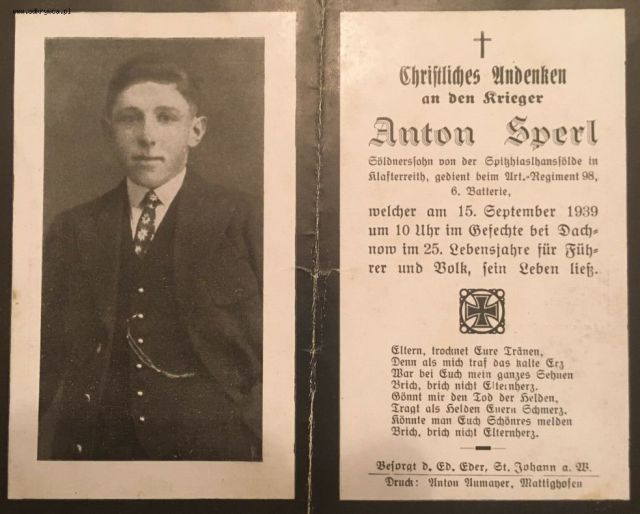 www.odkrywca.pl
Christliches Andenken
an den Krieger
Anton Sperl
Söldnerssohn von der Spitzhiaslhansölde in
Klafterreith, gedient beim Art.-Regiment 98,
6. Batterie,
welcher am 15. September 1939
um 10 Uhr im Gefechte bei Dach-
now im 25. Lebensjahre für Füh-
rer und Volk, sein Leben ließ.
Eltern, trocknet Eure Tränen,
Denn als mich traf das kalte Erz
War bei Euch mein ganzes Sehnen
Brich, brich nicht Elternherz.
Gönnt mir den Tod der Helden,
Tragt als Helden Euern Schmerz.
Könnte man Euch Schönres melden
Brich, brich nicht Elternherz.
Besorgt d. Ed. Eder, St. Johann a. W.
Druck: Anton Aumayer, Mattighofen